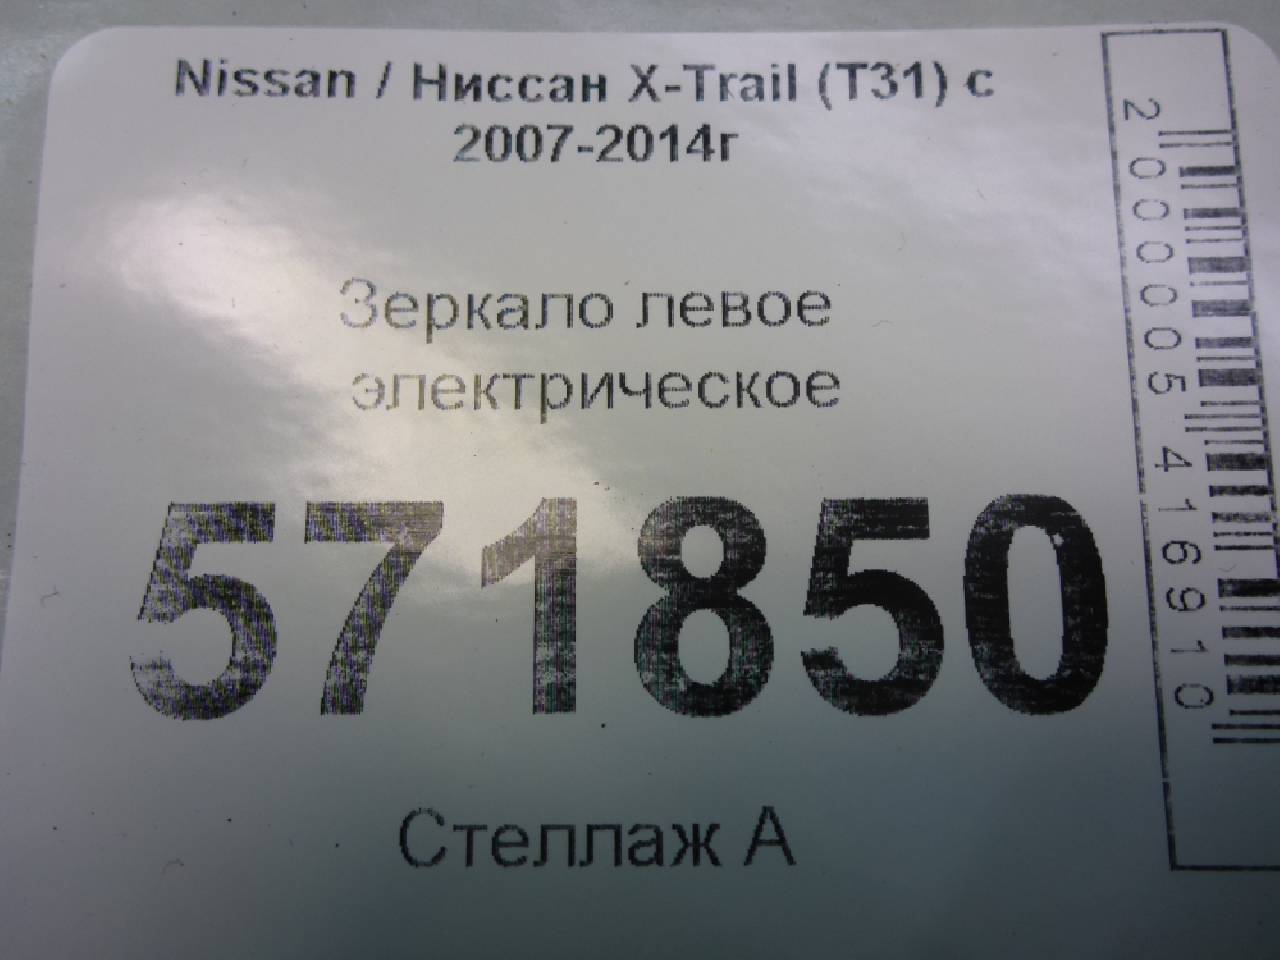 Nissan / Ниссан X-Trail (T31) с
2007-2014г
Зеркало левое
электрическое
571850
Стеллаж А
2000005416910